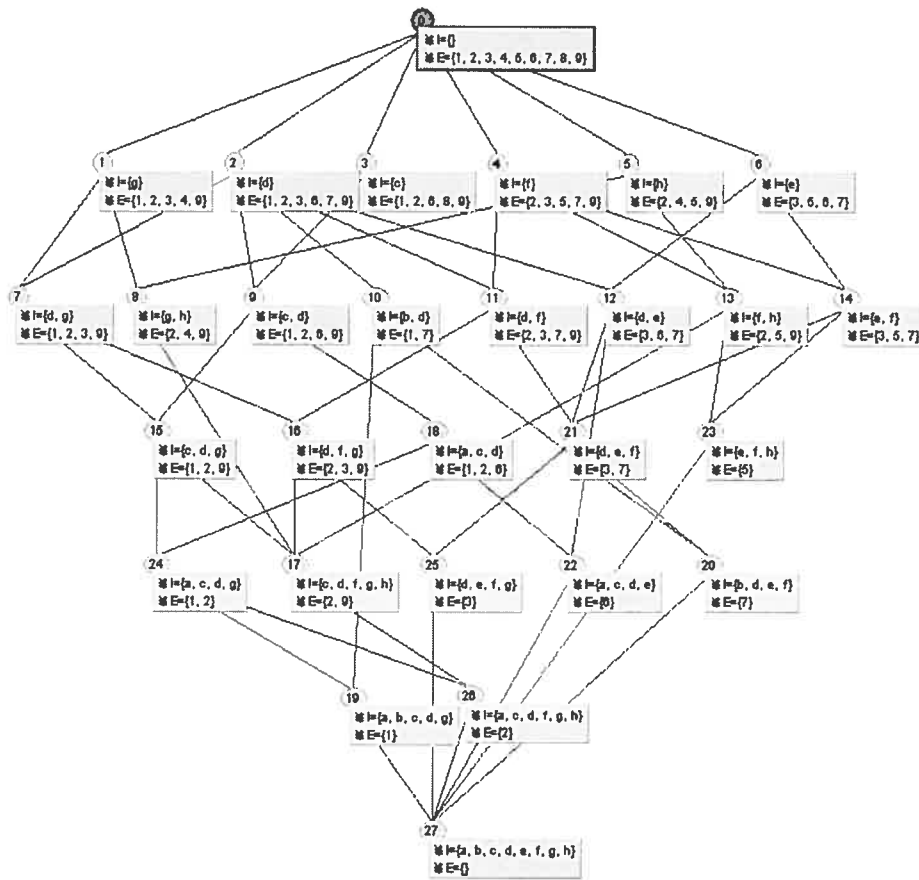 0
I={}
E={1, 2, 3, 4, 5, 6, 7, 8, 9}
1
I={g}
E={1, 2, 3, 4, 9}
2
I={d}
E={1, 2, 3, 6, 7, 9}
3
I={c}
E={1, 2, 6, 8, 9}
4
I={f}
E={2, 3, 5, 7, 9}
5
I={h}
E={2, 4, 5, 9}
6
I={e}
E={3, 5, 6, 7}
7
I={d, g}
E={1, 2, 3, 9}
8
I={g, h}
E={2, 4, 9}
9
I={c, d}
E={1, 2, 6, 9}
10
I={b, d}
E={1, 7}
11
I={d, f}
E={2, 3, 7, 9}
12
I={d, e}
E={3, 6, 7}
13
I={f, h}
E={2, 5, 9}
14
I={e, f}
E={3, 5, 7}
15
I={c, d, g}
E={1, 2, 9}
16
I={d, f, g}
E={2, 3, 9}
18
I={a, c, d}
E={1, 2, 6}
21
I={d, e, f}
E={3, 7}
23
I={e, f, h}
E={5}
24
I={a, c, d, g}
E={1, 2}
17
I={c, d, f, g, h}
E={2, 9}
25
I={d, e, f, g}
E={3}
22
I={a, c, d, e}
E={6}
20
I={b, d, e, f}
E={7}
19
I={a, b, c, d, g}
E={1}
26
I={a, c, d, f, g, h}
E={2}
27
I={a, b, c, d, e, f, g, h}
E={}